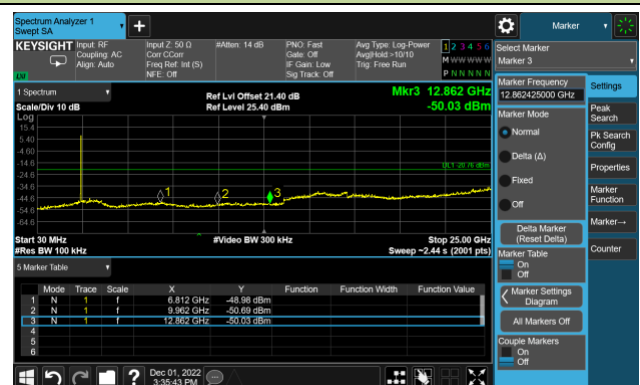 Spectrum Analyzer 1
Swept SA
Marker
KEYSIGHT
Input: RF
Coupling: AC
Align: Auto
Input Z: 50 Ω
Corr CCorr
Freq Ref: Int (S)
NFE: Off
#Atten: 14 dB
PNO: Fast
Gate: Off
IF Gain: Low
Sig Track: Off
Avg Type: Log-Power
Avg|Hold:>10/10
Trig: Free Run
1 2 3 4 5 6
M W W W W W
P N N N N N
Select Marker
Marker 3
1 Spectrum
Scale/Div 10 dB
Ref Lvl Offset 21.40 dB
Ref Level 25.40 dBm
Mkr3 12.862 GHz
-50.03 dBm
Log
15.4
5.40
-4.60
-14.6
-24.6
-34.6
-44.6
-54.6
-64.6
DL1 -20.76 dBm
1
2
3
Start 30 MHz
#Res BW 100 kHz
#Video BW 300 kHz
Stop 25.00 GHz
Sweep ~2.44 s (2001 pts)
5 Marker Table
Mode Trace Scale X Y Function Function Width Function Value
1 N 1 f 6.812 GHz -48.98 dBm
2 N 1 f 9.962 GHz -50.69 dBm
3 N 1 f 12.862 GHz -50.03 dBm
4
5
6
Marker Frequency
12.862425000 GHz
Marker Mode
Normal
Delta (Δ)
Fixed
Off
Delta Marker
(Reset Delta)
Marker Table
On
Off
Marker Settings
Diagram
All Markers Off
Couple Markers
On
Off
Settings
Peak
Search
Pk Search
Config
Properties
Marker
Function
Marker→
Counter
Dec 01, 2022
3:35:43 PM